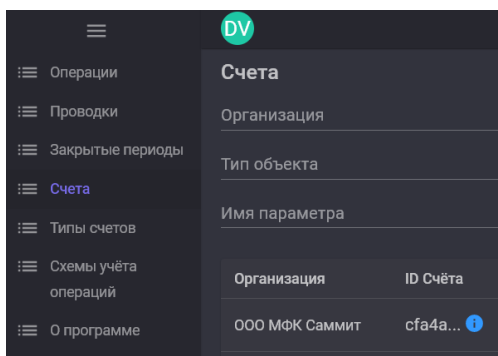 DV
Операции
Проводки
Закрытые периоды
Счета
Типы счетов
Схемы учёта
операций
О программе
Счета
Организация
Тип объекта
Имя параметра
Организация ID Счёта
ООО МФК Саммит cfa4a...